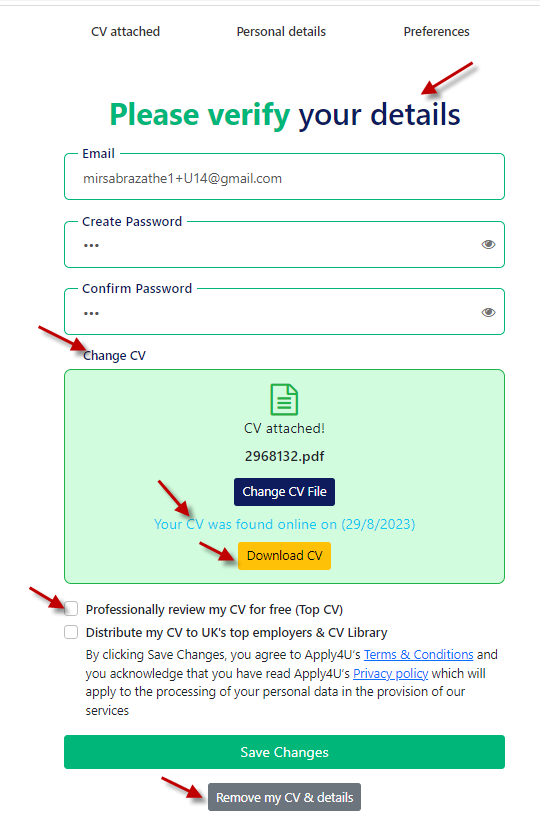 CV attached Personal details Preferences
Please verify your details
Email
mirsabrazathe1+U14@gmail.com
Create Password
•••
Confirm Password
•••
Change CV
CV attached!
2968132.pdf
Change CV File
Your CV was found online on (29/8/2023)
Download CV
Professionally review my CV for free (Top CV)
Distribute my CV to UK's top employers & CV Library
By clicking Save Changes, you agree to Apply4U's Terms & Conditions and
you acknowledge that you have read Apply4U's Privacy policy which will
apply to the processing of your personal data in the provision of our
services
Save Changes
Remove my CV & details